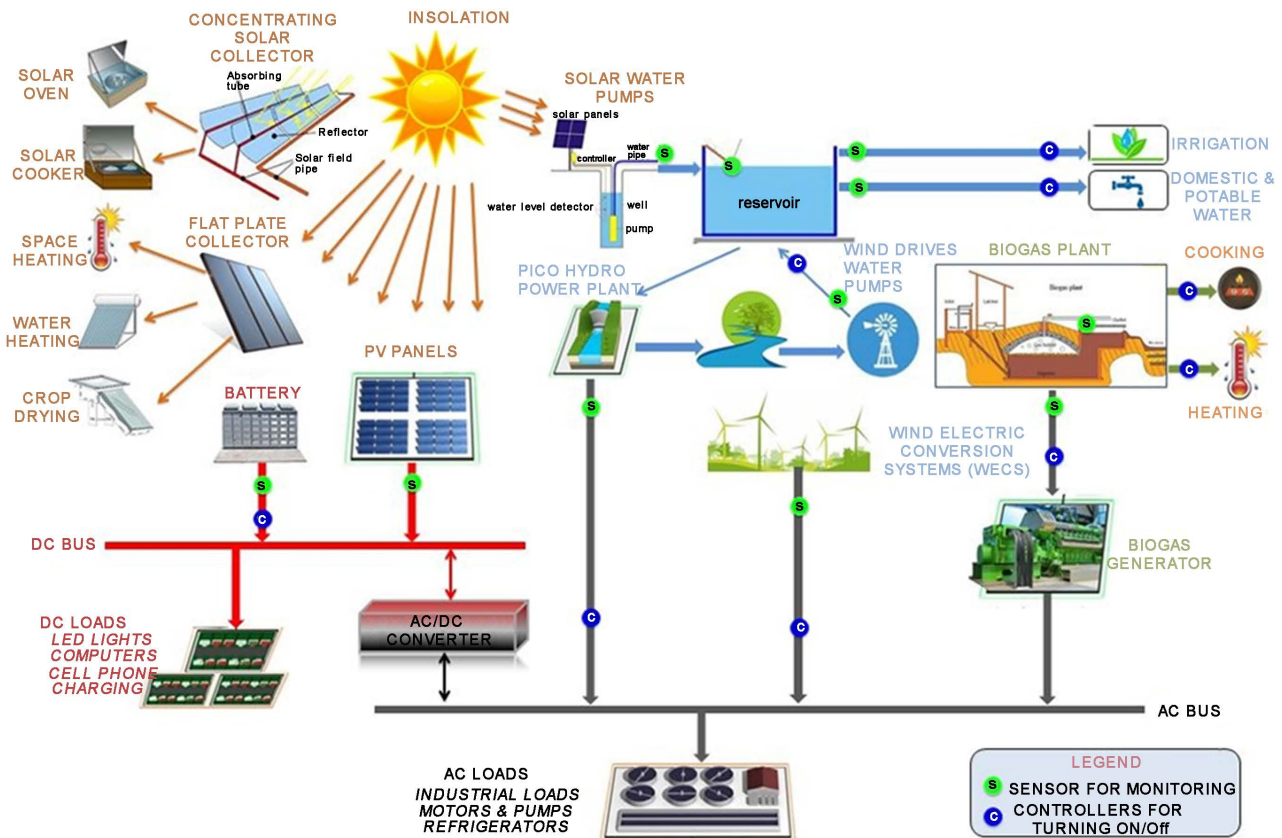 CONCENTRATING
SOLAR
COLLECTOR
INSOLATION
Absorbing
tube
Reflector
Solar field
pipe
SOLAR
OVEN
SOLAR
COOKER
SOLAR WATER
PUMPS
solar panels
controller
water
pipe
water level detector
well
pump
S
S
reservoir
S
C
IRRIGATION
S
C
DOMESTIC &
POTABLE
WATER
FLAT PLATE
COLLECTOR
SPACE
HEATING
WATER
HEATING
CROP
DRYING
PICO HYDRO
POWER PLANT
C
S
WIND DRIVES
WATER
PUMPS
BIOGAS PLANT
Biogas plant
S
COOKING
C
C
HEATING
PV PANELS
BATTERY
S
C
S
S
C
WIND ELECTRIC
CONVERSION
SYSTEMS (WECS)
S
C
S
C
BIOGAS
GENERATOR
DC BUS
DC LOADS
LED LIGHTS
COMPUTERS
CELL PHONE
CHARGING
AC/DC
CONVERTER
AC BUS
AC LOADS
INDUSTRIAL LOADS
MOTORS & PUMPS
REFRIGERATORS
LEGEND
S SENSOR FOR MONITORING
C CONTROLLERS FOR
TURNING ON/Off